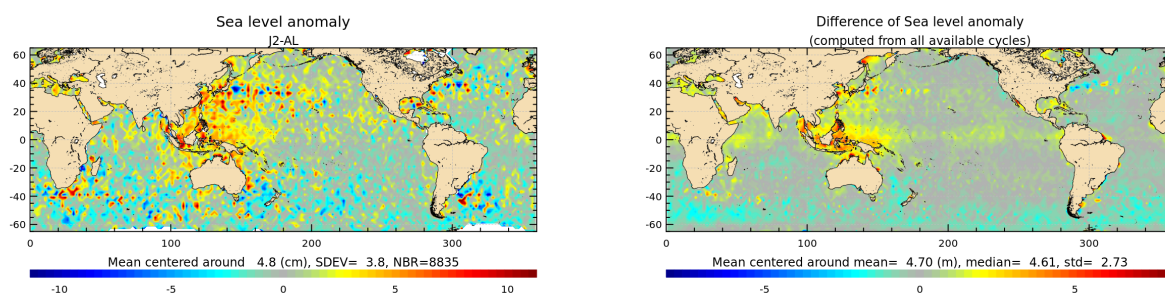 Sea level anomaly
J2-AL
60
40
20
0
-20
-40
-60
0 100 200 300
Mean centered around 4.8 (cm), SDEV= 3.8, NBR=8835
-10 -5 0 5 10
Difference of Sea level anomaly
(computed from all available cycles)
60
40
20
0
-20
-40
-60
0 100 200 300
Mean centered around mean= 4.70 (m), median= 4.61, std= 2.73
-5 0 5